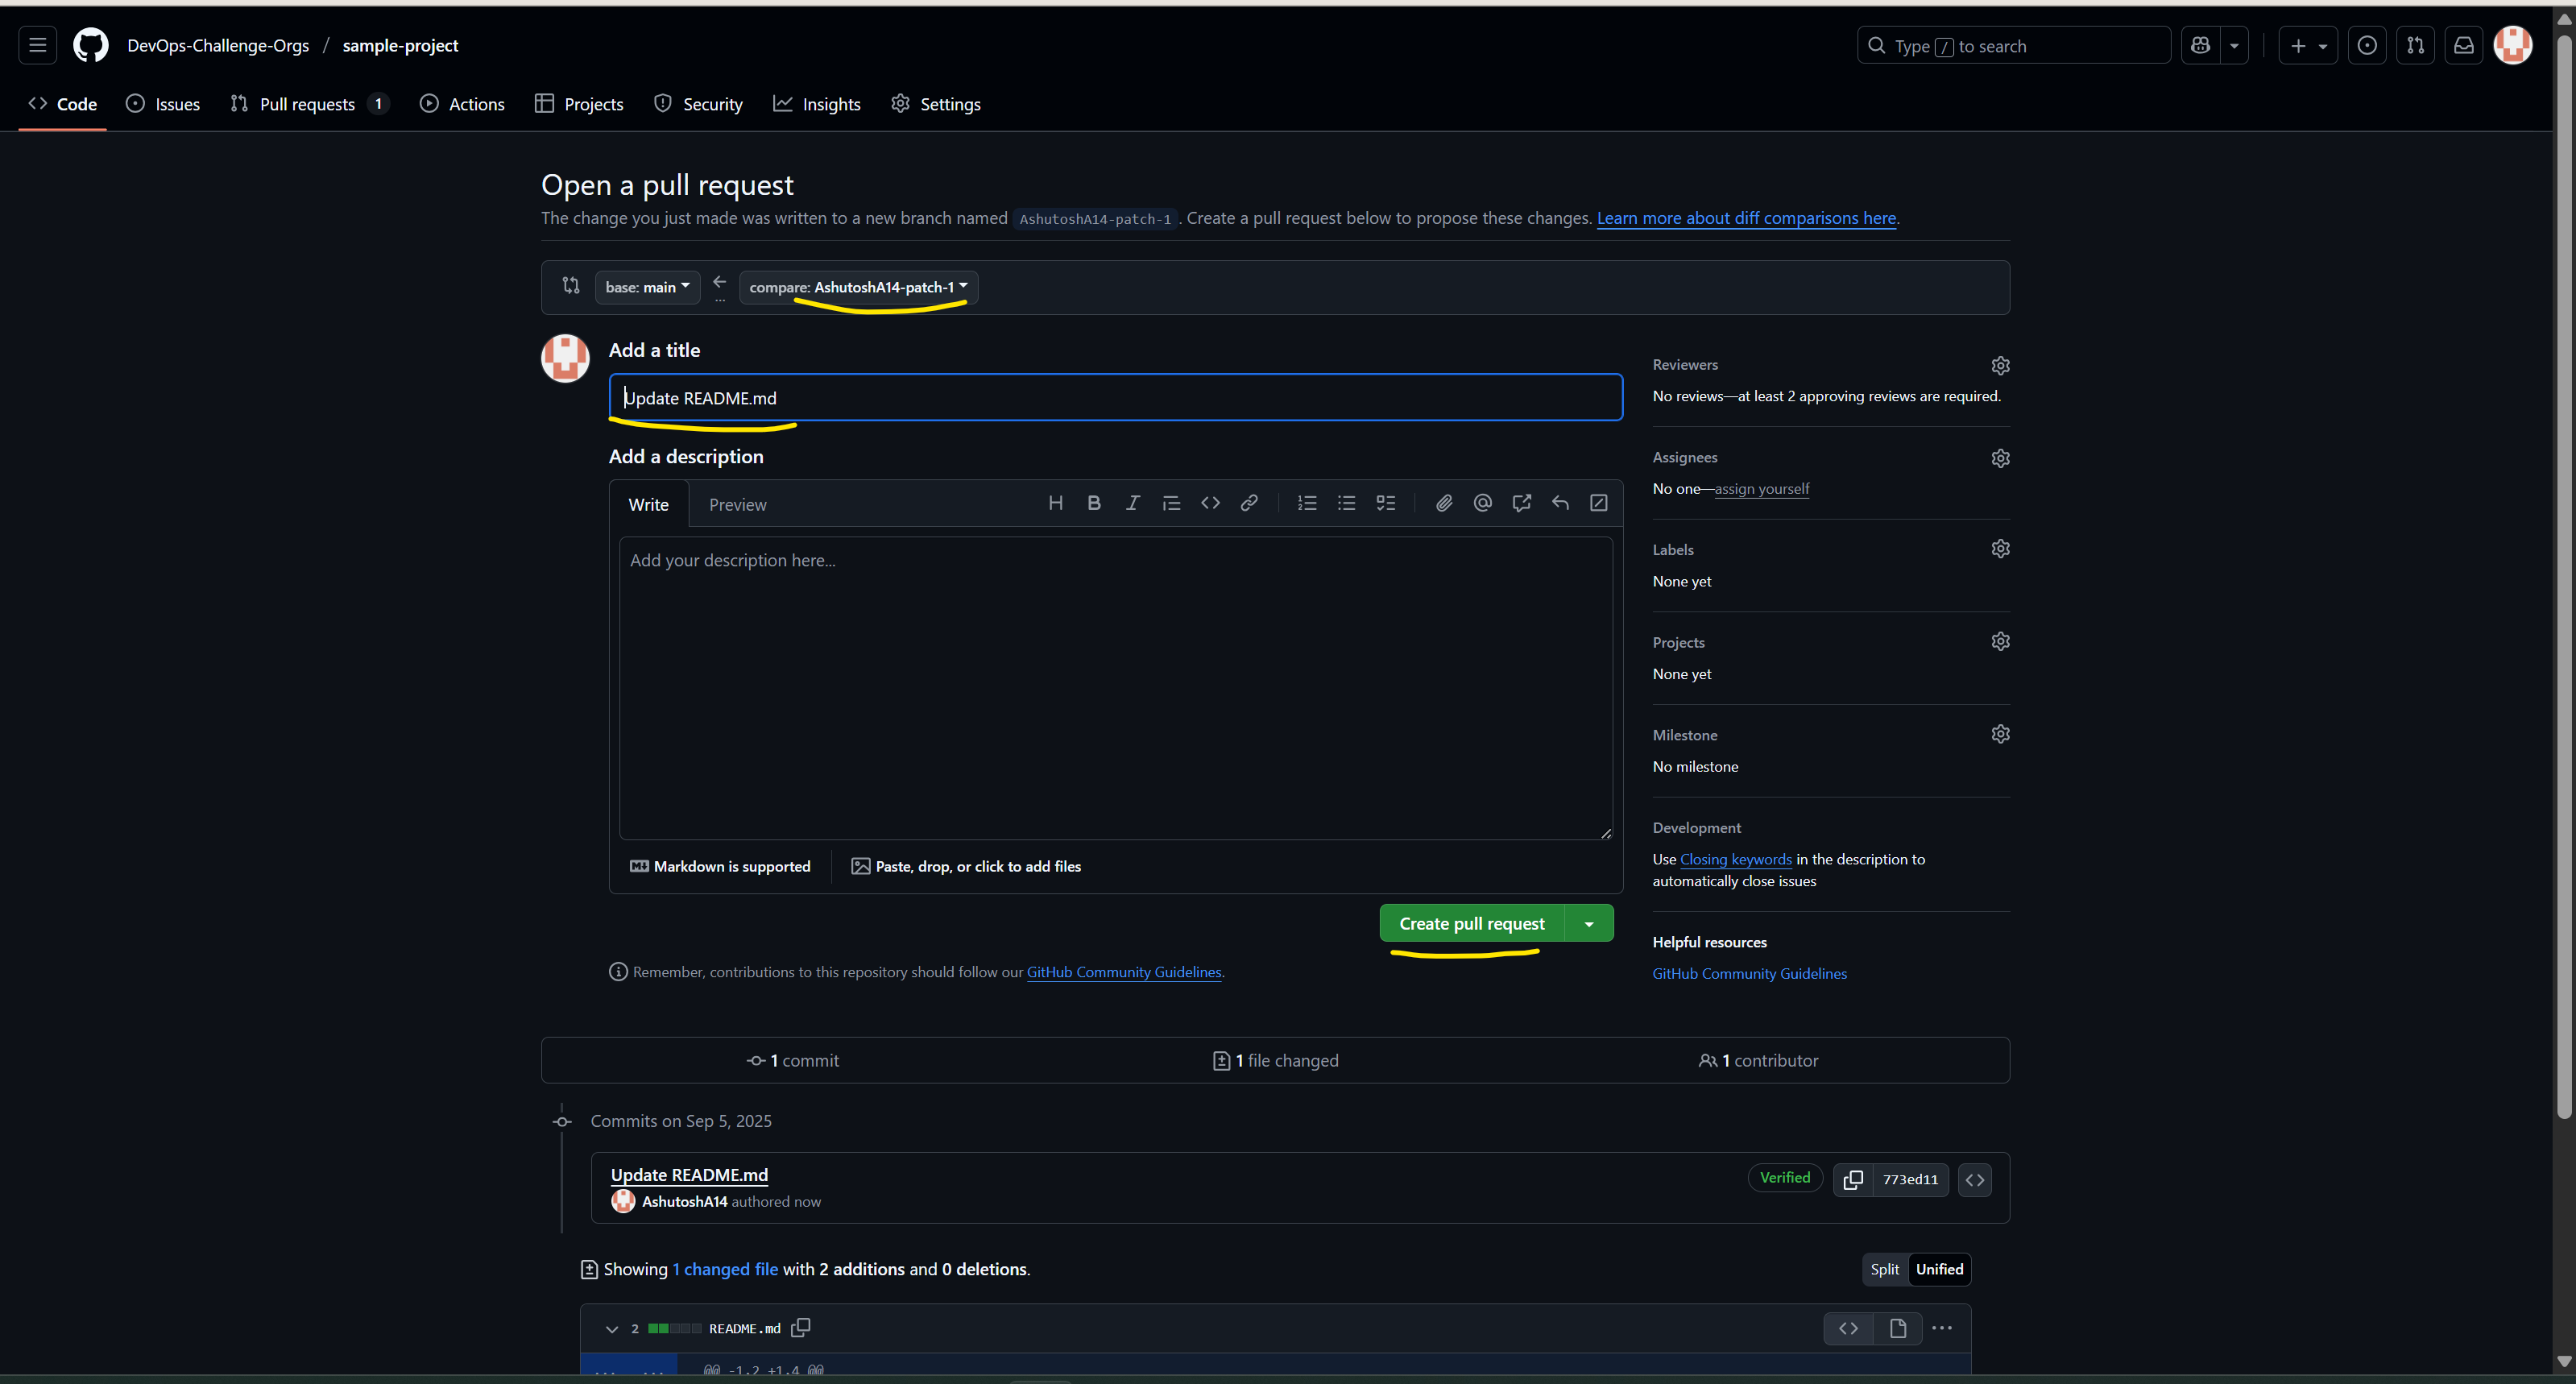 DevOps-Challenge-Orgs / sample-project
Type / to search
Code
Issues
Pull requests 1
Actions
Projects
Security
Insights
Settings
Open a pull request
The change you just made was written to a new branch named AshutoshA14-patch-1. Create a pull request below to propose these changes. Learn more about diff comparisons here.
base: main
...
compare: AshutoshA14-patch-1
Add a title
Update README.md
Add a description
Write
Preview
Add your description here...
Markdown is supported
Paste, drop, or click to add files
Create pull request
Remember, contributions to this repository should follow our GitHub Community Guidelines.
Reviewers
No reviews—at least 2 approving reviews are required.
Assignees
No one—assign yourself
Labels
None yet
Projects
None yet
Milestone
No milestone
Development
Use Closing keywords in the description to
automatically close issues
Helpful resources
GitHub Community Guidelines
1 commit
1 file changed
1 contributor
Commits on Sep 5, 2025
Update README.md
AshutoshA14 authored now
Verified
773ed11
Showing 1 changed file with 2 additions and 0 deletions.
Split
Unified
2
README.md
@@ -1,2 +1,4 @@